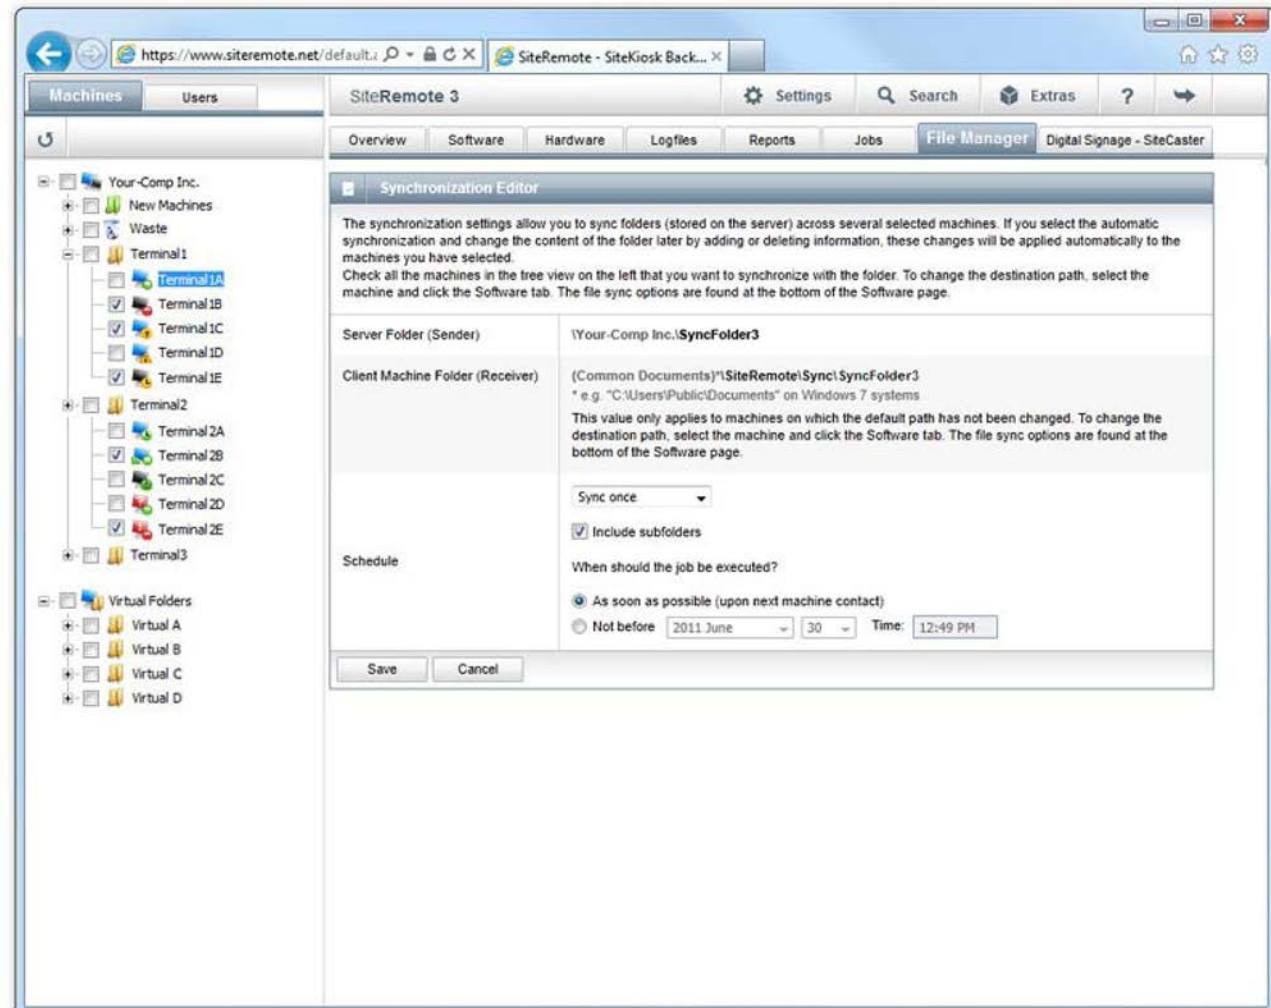 https://www.siteremote.net/default.a
SiteRemote - SiteKiosk Back...
Machines
Users
SiteRemote 3
Settings
Search
Extras
?
Overview
Software
Hardware
Logfiles
Reports
Jobs
File Manager
Digital Signage - SiteCaster
Your-Comp Inc.
New Machines
Waste
Terminal1
Terminal1A
Terminal1B
Terminal1C
Terminal1D
Terminal1E
Terminal2
Terminal2A
Terminal2B
Terminal2C
Terminal2D
Terminal2E
Terminal3
Virtual Folders
Virtual A
Virtual B
Virtual C
Virtual D
Synchronization Editor
The synchronization settings allow you to sync folders (stored on the server) across several selected machines. If you select the automatic
synchronization and change the content of the folder later by adding or deleting information, these changes will be applied automatically to the
machines you have selected.
Check all the machines in the tree view on the left that you want to synchronize with the folder. To change the destination path, select the
machine and click the Software tab. The file sync options are found at the bottom of the Software page.
Server Folder (Sender)
\Your-Comp Inc.\SyncFolder3
Client Machine Folder (Receiver)
(Common Documents)*\SiteRemote\Sync\SyncFolder3
* e.g. "C:\Users\Public\Documents" on Windows 7 systems
This value only applies to machines on which the default path has not been changed. To change the
destination path, select the machine and click the Software tab. The file sync options are found at the
bottom of the Software page.
Schedule
Sync once
Include subfolders
When should the job be executed?
As soon as possible (upon next machine contact)
Not before 2011 June 30 Time: 12:49 PM
Save
Cancel